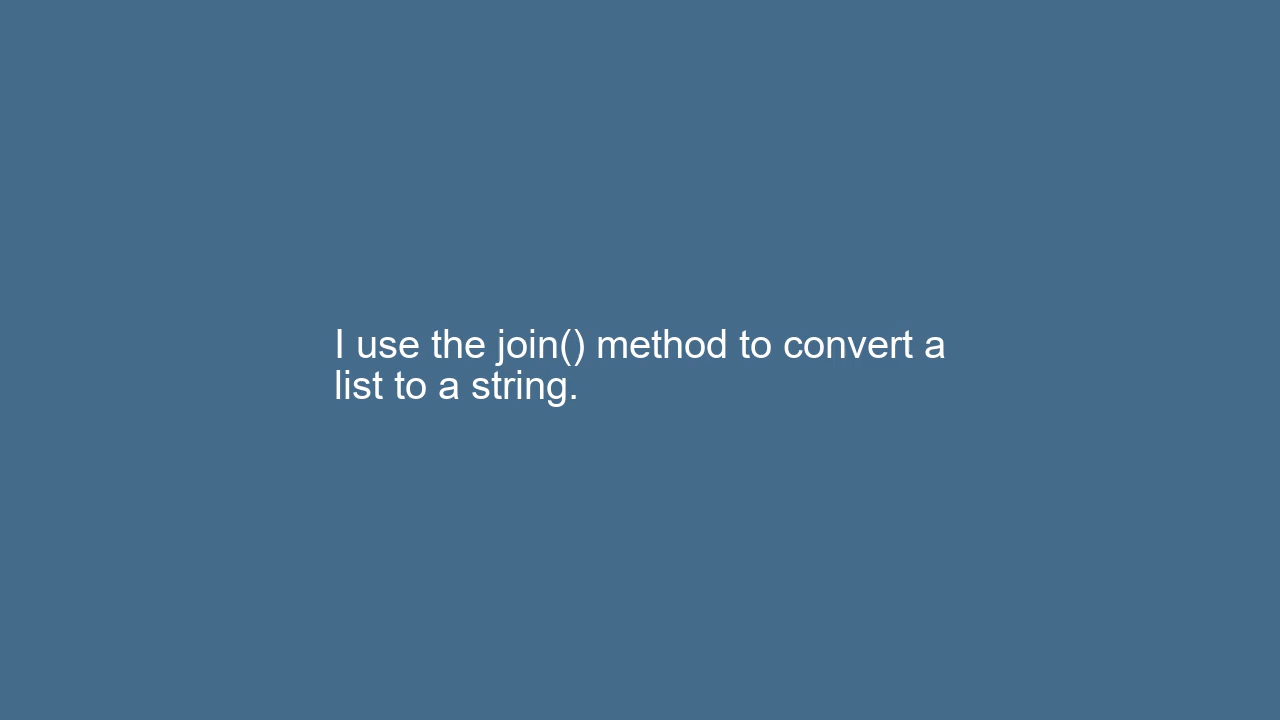 I use the join() method to convert a
list to a string.